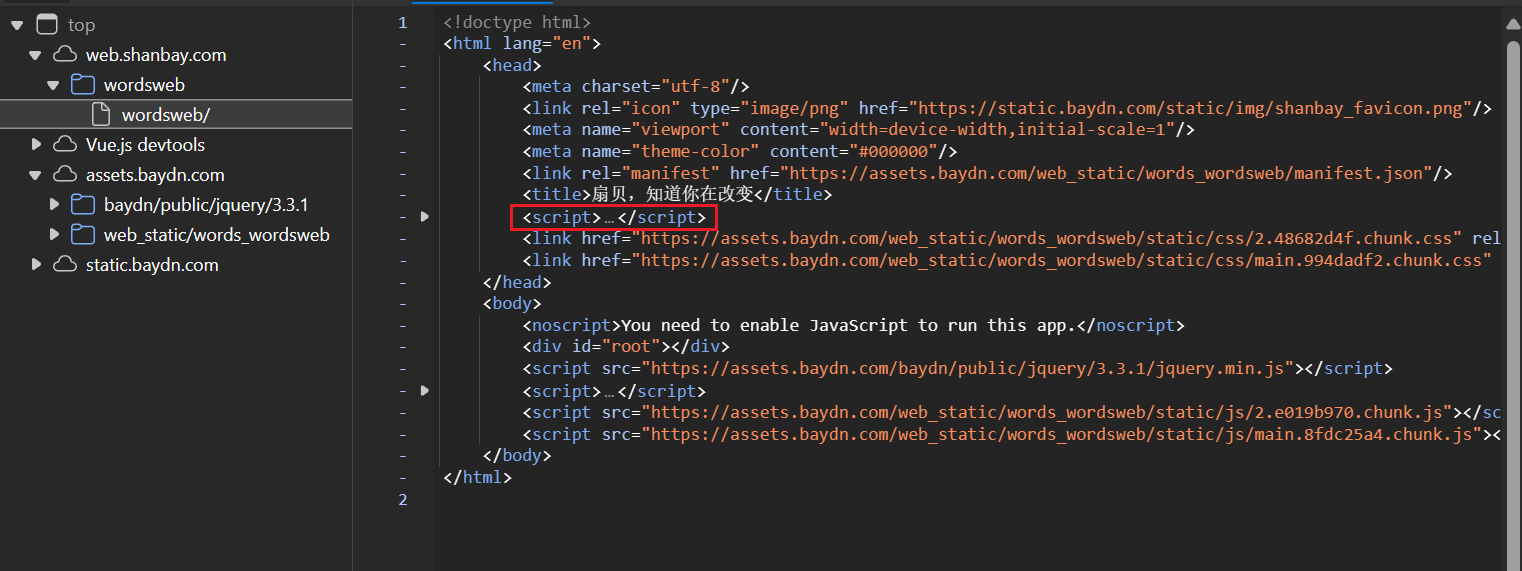 top
web.shanbay.com
wordsweb
wordsweb/
Vue.js devtools
assets.baydn.com
baydn/public/jquery/3.3.1
web_static/words_wordsweb
static.baydn.com
1 <!doctype html>
- <html lang="en">
- <head>
- <meta charset="utf-8"/>
- <link rel="icon" type="image/png" href="https://static.baydn.com/static/img/shanbay_favicon.png"/>
- <meta name="viewport" content="width=device-width,initial-scale=1"/>
- <meta name="theme-color" content="#000000"/>
- <link rel="manifest" href="https://assets.baydn.com/web_static/words_wordsweb/manifest.json"/>
- <title>扇贝，知道你在改变</title>
- <script>…</script>
- <link href="https://assets.baydn.com/web_static/words_wordsweb/static/css/2.48682d4f.chunk.css" rel
- <link href="https://assets.baydn.com/web_static/words_wordsweb/static/css/main.994dadf2.chunk.css"
- </head>
- <body>
- <noscript>You need to enable JavaScript to run this app.</noscript>
- <div id="root"></div>
- <script src="https://assets.baydn.com/baydn/public/jquery/3.3.1/jquery.min.js"></script>
- <script>…</script>
- <script src="https://assets.baydn.com/web_static/words_wordsweb/static/js/2.e019b970.chunk.js"></sc
- <script src="https://assets.baydn.com/web_static/words_wordsweb/static/js/main.8fdc25a4.chunk.js"><
- </body>
- </html>
2